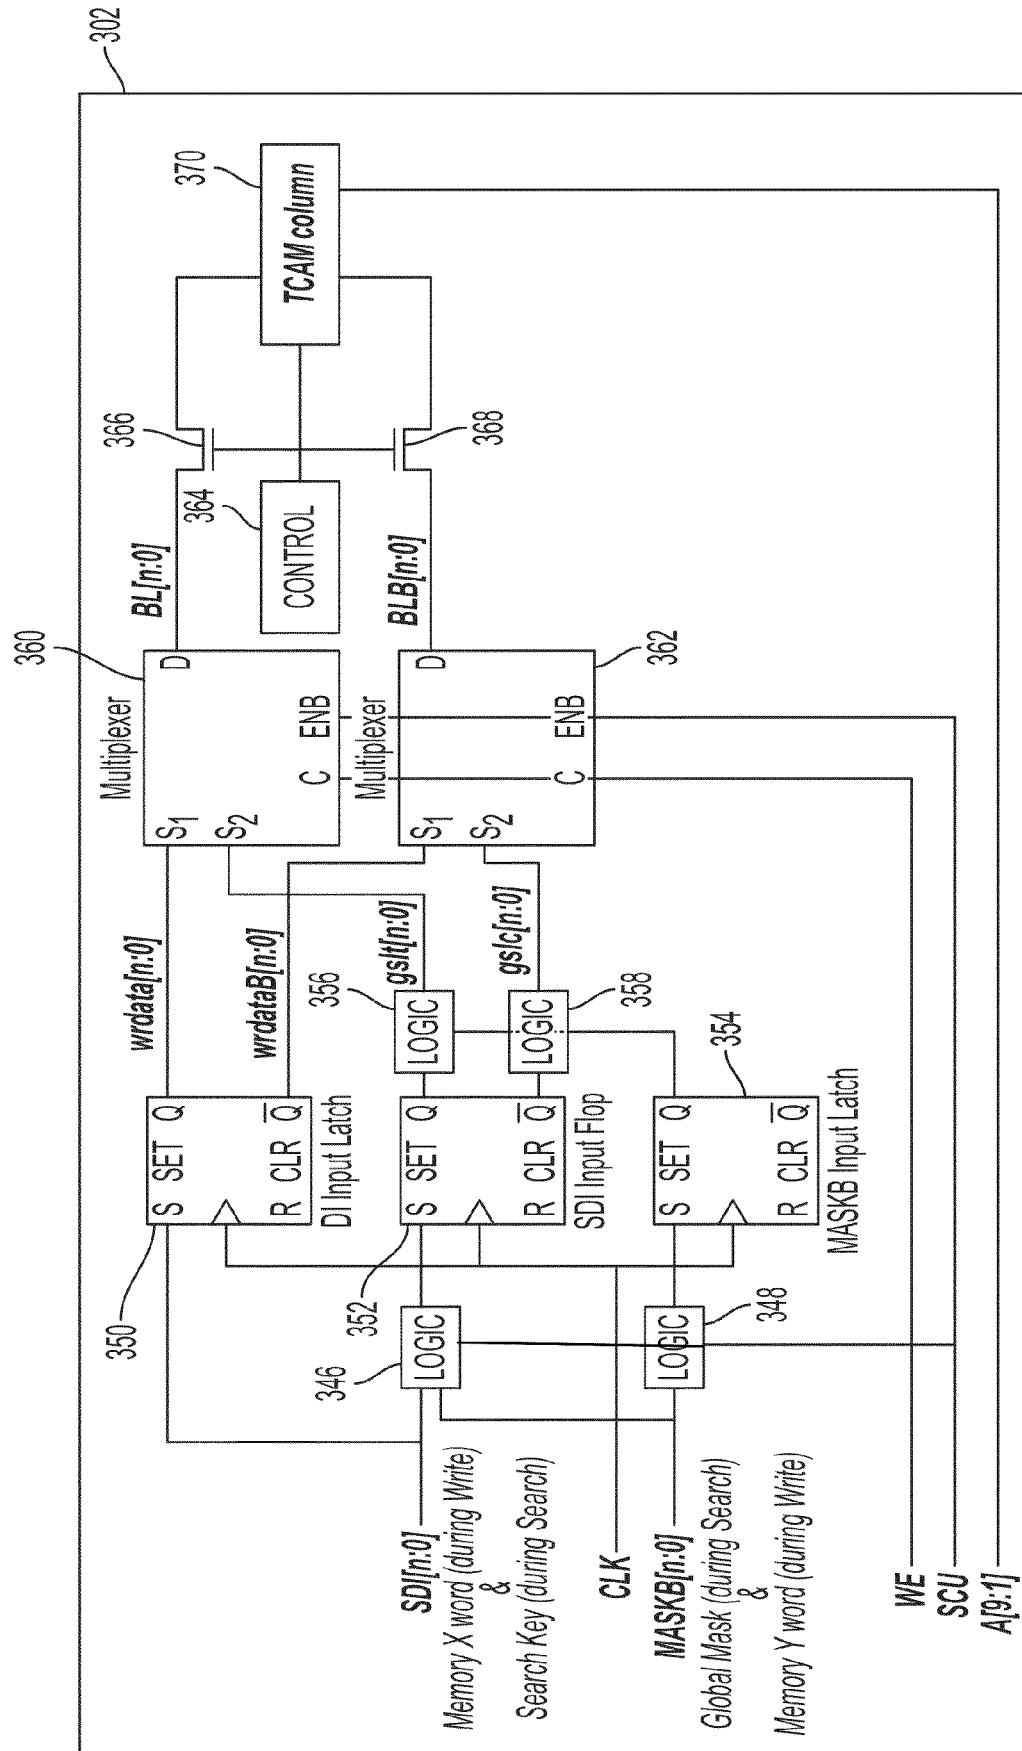 302
SDI[n:0]
Memory X word (during Write)
&
Search Key (during Search)
CLK
MASKB[n:0]
Global Mask (during Search)
&
Memory Y word (during Write)
WE
SCU
A[9:1]
346
LOGIC
LOGIC
348
350
S SET Q
R CLR Q̅
DI Input Latch
352
S SET Q
R CLR Q̅
SDI Input Flop
354
S SET Q
R CLR Q̅
MASKB Input Latch
wrdata[n:0]
wrdataB[n:0]
356
LOGIC
gslt[n:0]
LOGIC
358
gslc[n:0]
360
Multiplexer
S1
S2
D
C ENB
Multiplexer
362
S1
S2
D
C ENB
BL[n:0]
BLB[n:0]
364
CONTROL
366
368
370
TCAM column